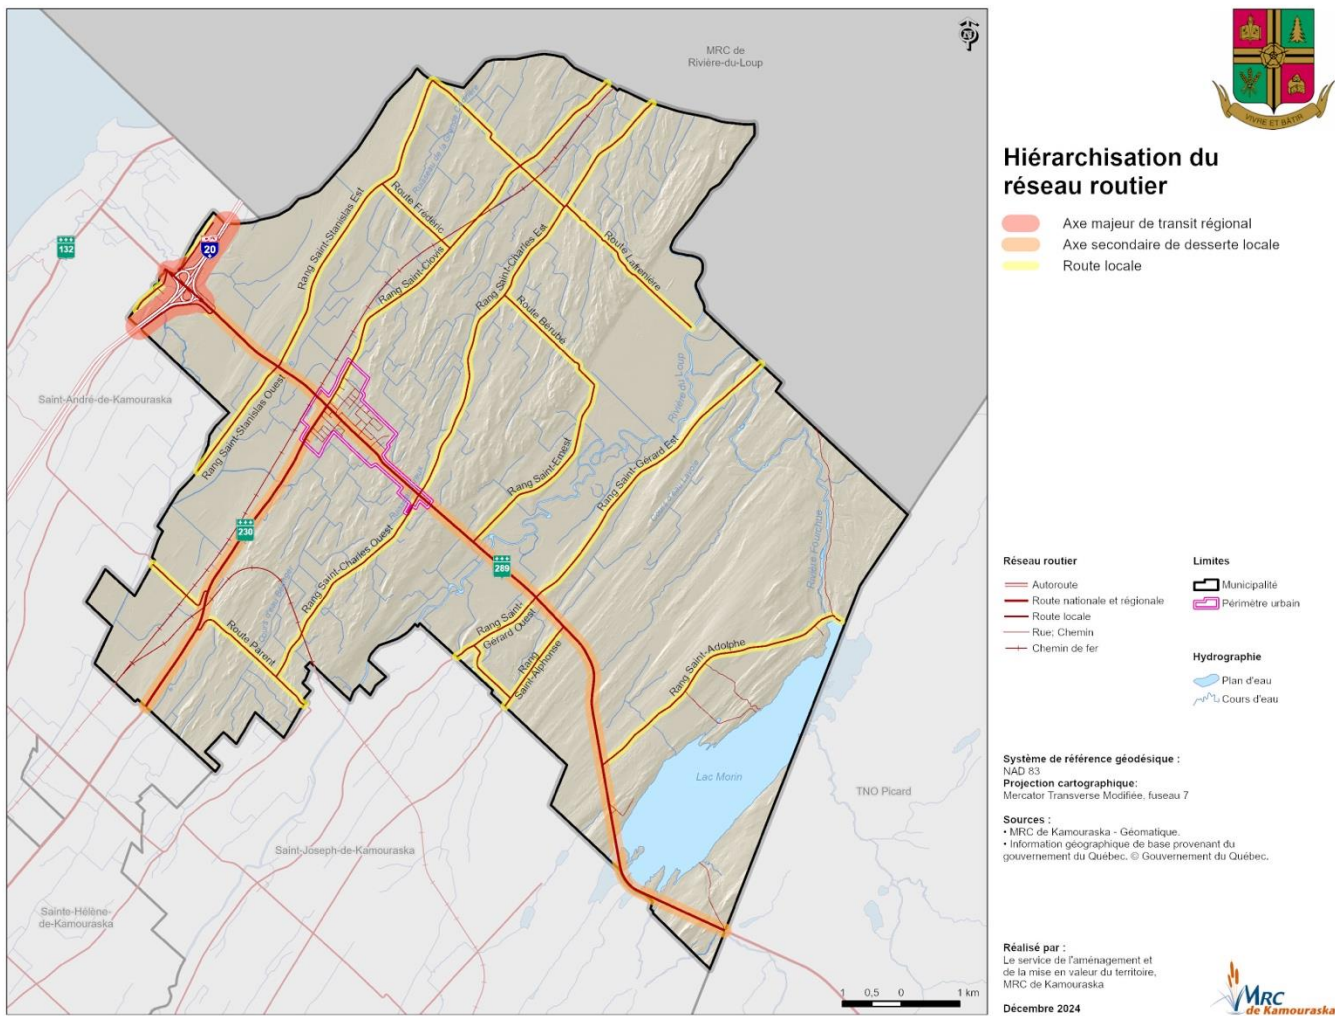 MRC de
Rivière-du-Loup
VIVRE ET BÂTIR
Hiérarchisation du
réseau routier
Axe majeur de transit régional
Axe secondaire de desserte locale
Route locale
132
20
Rang Saint-Stanislas Est
Route Frédéric
Rang Saint-Clovis
Rang Saint-Charles Est
Route Lafrenière
Route Bérubé
Rivière du Loup
Saint-André-de-Kamouraska
Rang Saint-Stanislas Ouest
Rang Saint-Ernest
Rang Saint-Gérard Est
Rivière Fourchue
230
289
Rang Saint-Charles Ouest
Route Parent
Rang Saint-
Gérard Ouest
Rang
Saint-Alphonse
Rang Saint-Adolphe
Lac Morin
TNO Picard
Saint-Joseph-de-Kamouraska
Sainte-Hélène-
de-Kamouraska
1 0,5 0 1 km
Réseau routier
Autoroute
Route nationale et régionale
Route locale
Rue; Chemin
Chemin de fer
Limites
Municipalité
Périmètre urbain
Hydrographie
Plan d'eau
Cours d'eau
Système de référence géodésique :
NAD 83
Projection cartographique:
Mercator Transverse Modifiée, fuseau 7
Sources :
• MRC de Kamouraska - Géomatique.
• Information géographique de base provenant du
gouvernement du Québec. © Gouvernement du Québec.
Réalisé par :
Le service de l'aménagement et
de la mise en valeur du territoire,
MRC de Kamouraska
Décembre 2024
MRC
de Kamouraska